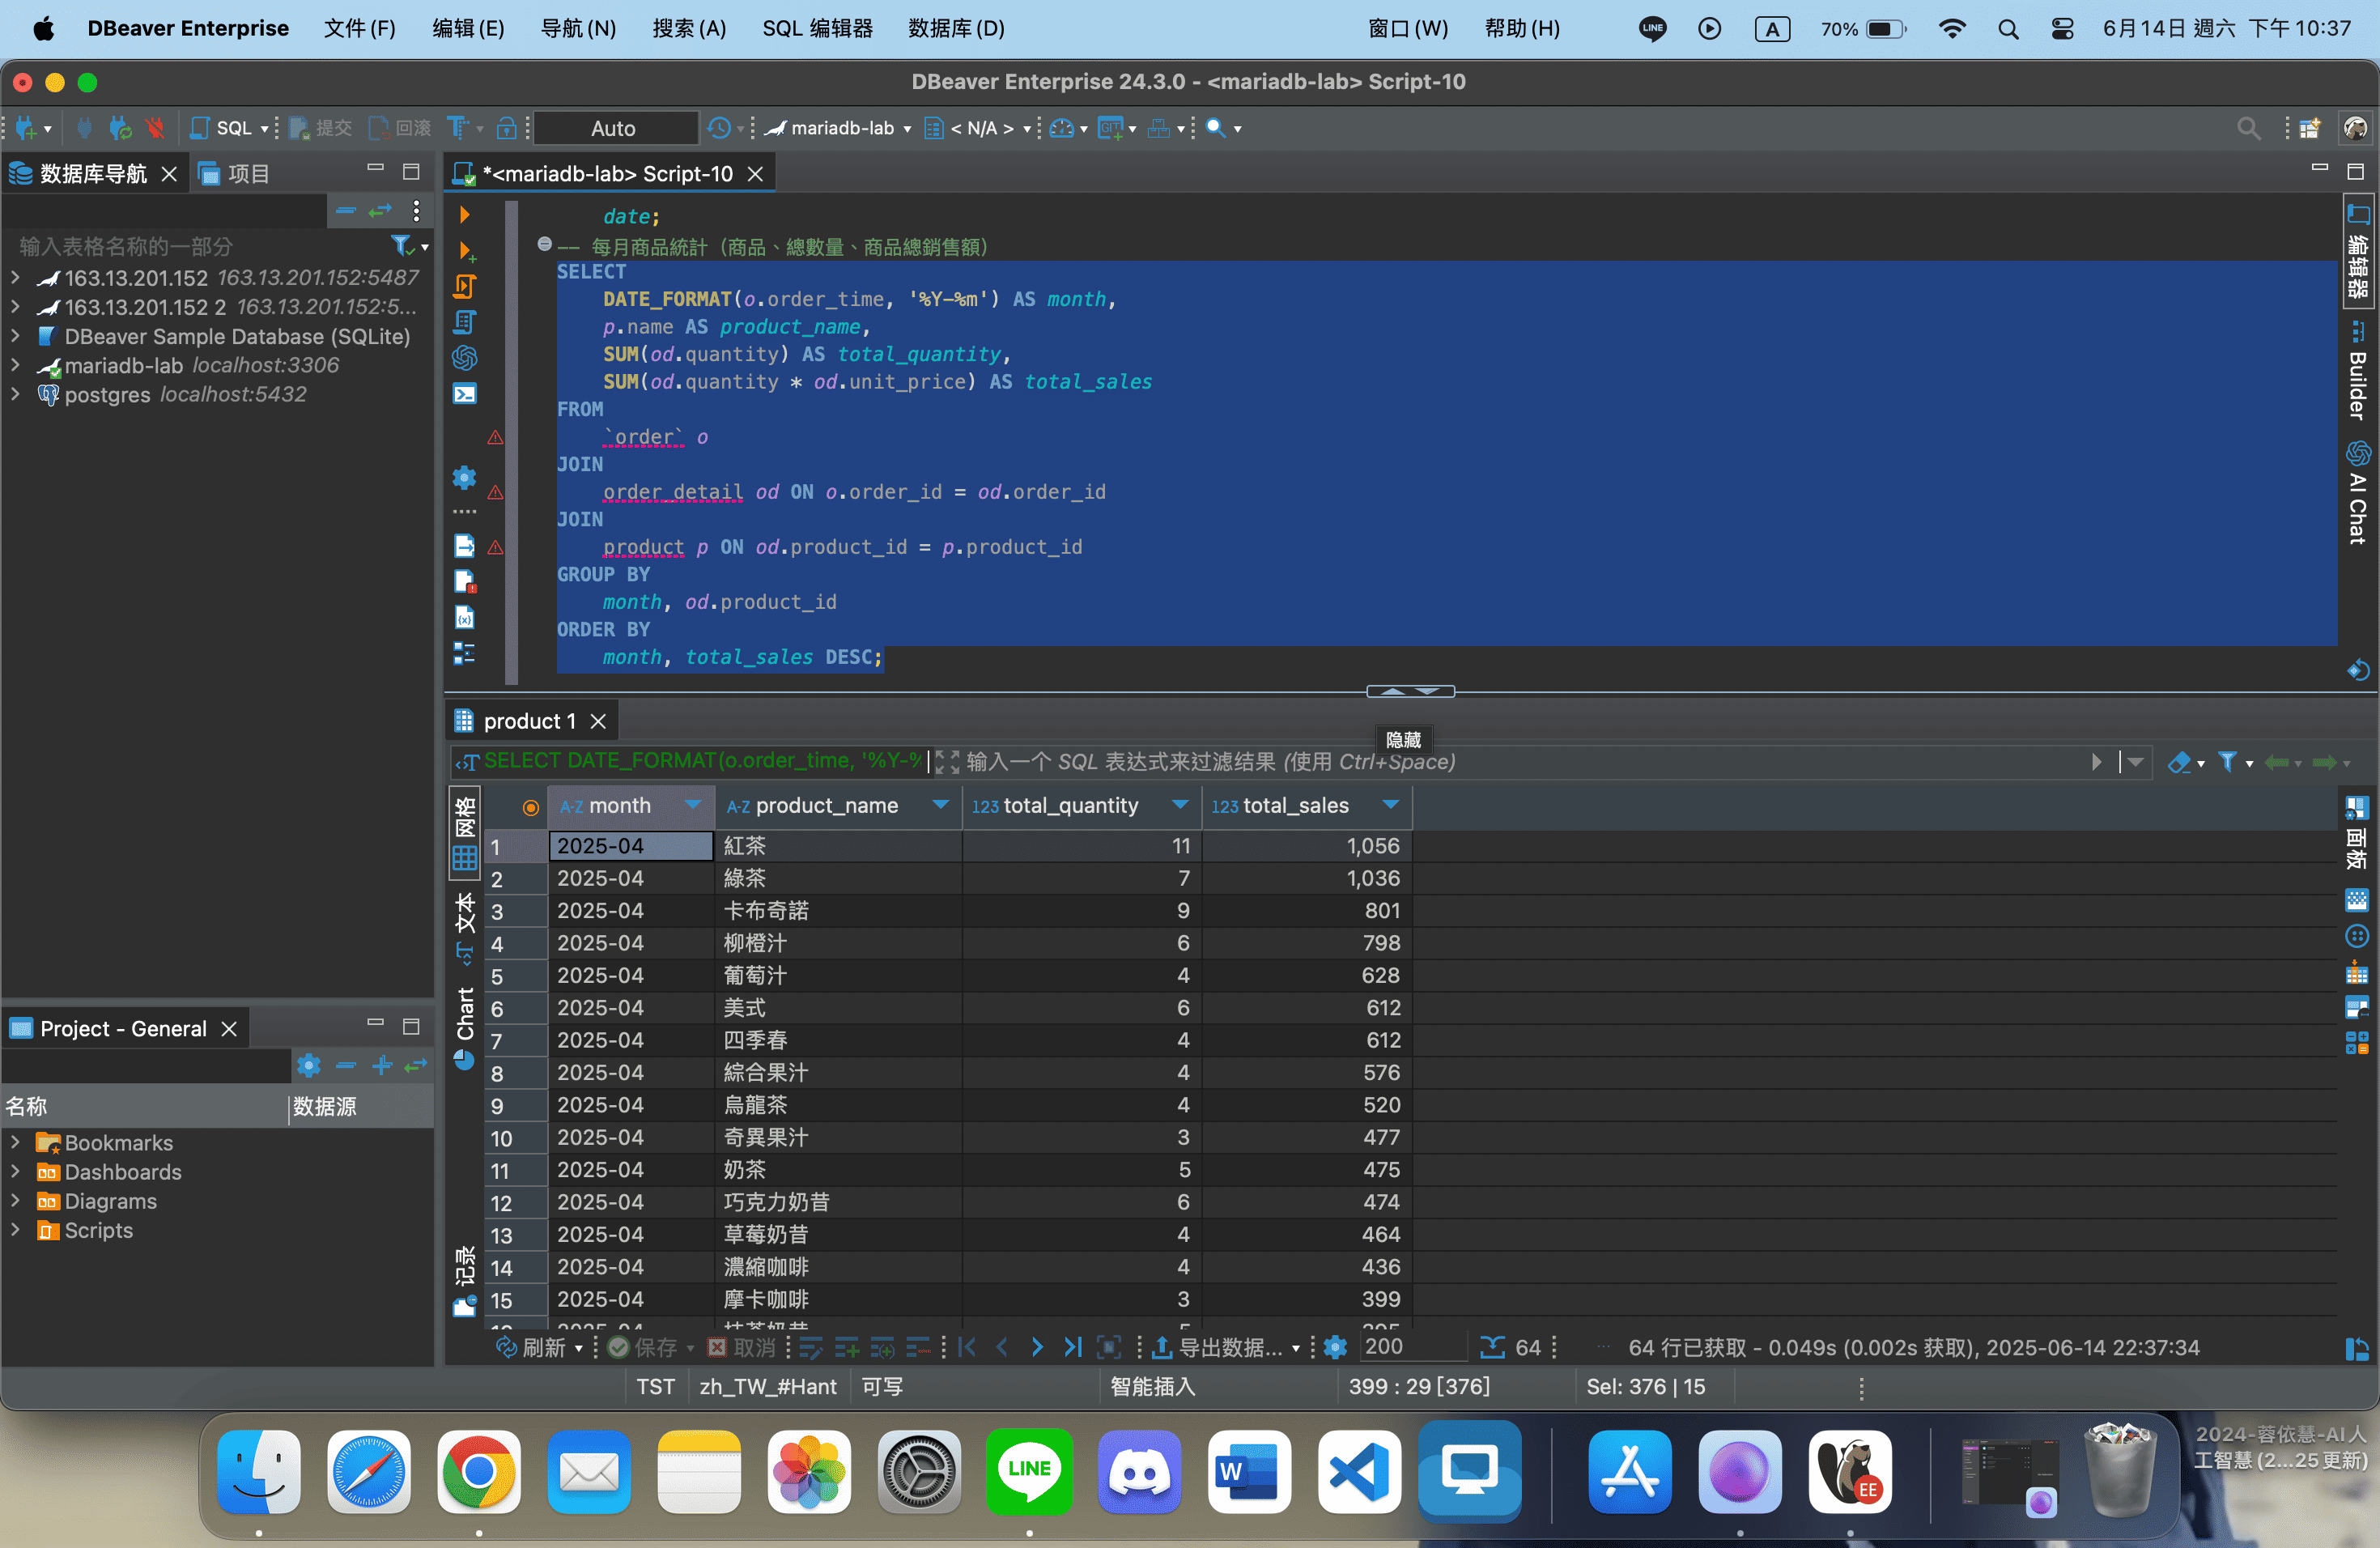 DBeaver Enterprise 文件(F) 编辑(E) 导航(N) 搜索(A) SQL 编辑器 数据库(D) 窗口(W) 帮助(H) LINE A 70% 6月14日 週六 下午 10:37
DBeaver Enterprise 24.3.0 - <mariadb-lab> Script-10
SQL 提交 回滚 Auto mariadb-lab < N/A >
数据库导航 项目
输入表格名称的一部分
163.13.201.152 163.13.201.152:5487
163.13.201.152 2 163.13.201.152:5...
DBeaver Sample Database (SQLite)
mariadb-lab localhost:3306
postgres localhost:5432
Project - General
名称 数据源
Bookmarks
Dashboards
Diagrams
Scripts
*<mariadb-lab> Script-10
date;
-- 每月商品統計（商品、總數量、商品總銷售額）
SELECT
DATE_FORMAT(o.order_time, '%Y-%m') AS month,
p.name AS product_name,
SUM(od.quantity) AS total_quantity,
SUM(od.quantity * od.unit_price) AS total_sales
FROM
`order` o
JOIN
order_detail od ON o.order_id = od.order_id
JOIN
product p ON od.product_id = p.product_id
GROUP BY
month, od.product_id
ORDER BY
month, total_sales DESC;
编辑器
Builder
AI Chat
product 1
隐藏
SELECT DATE_FORMAT(o.order_time, '%Y-% 输入一个 SQL 表达式来过滤结果 (使用 Ctrl+Space)
网格
文本
Chart
记录
面板
A-Z month A-Z product_name 123 total_quantity 123 total_sales
1 2025-04 紅茶 11 1,056
2 2025-04 綠茶 7 1,036
3 2025-04 卡布奇諾 9 801
4 2025-04 柳橙汁 6 798
5 2025-04 葡萄汁 4 628
6 2025-04 美式 6 612
7 2025-04 四季春 4 612
8 2025-04 綜合果汁 4 576
9 2025-04 烏龍茶 4 520
10 2025-04 奇異果汁 3 477
11 2025-04 奶茶 5 475
12 2025-04 巧克力奶昔 6 474
13 2025-04 草莓奶昔 4 464
14 2025-04 濃縮咖啡 4 436
15 2025-04 摩卡咖啡 3 399
刷新 保存 取消 导出数据... 200 64 64 行已获取 - 0.049s (0.002s 获取), 2025-06-14 22:37:34
TST zh_TW_#Hant 可写 智能插入 399 : 29 [376] Sel: 376 | 15
LINE W EE
2024-蓉依慧-AI人
工智慧 (2...25更新)